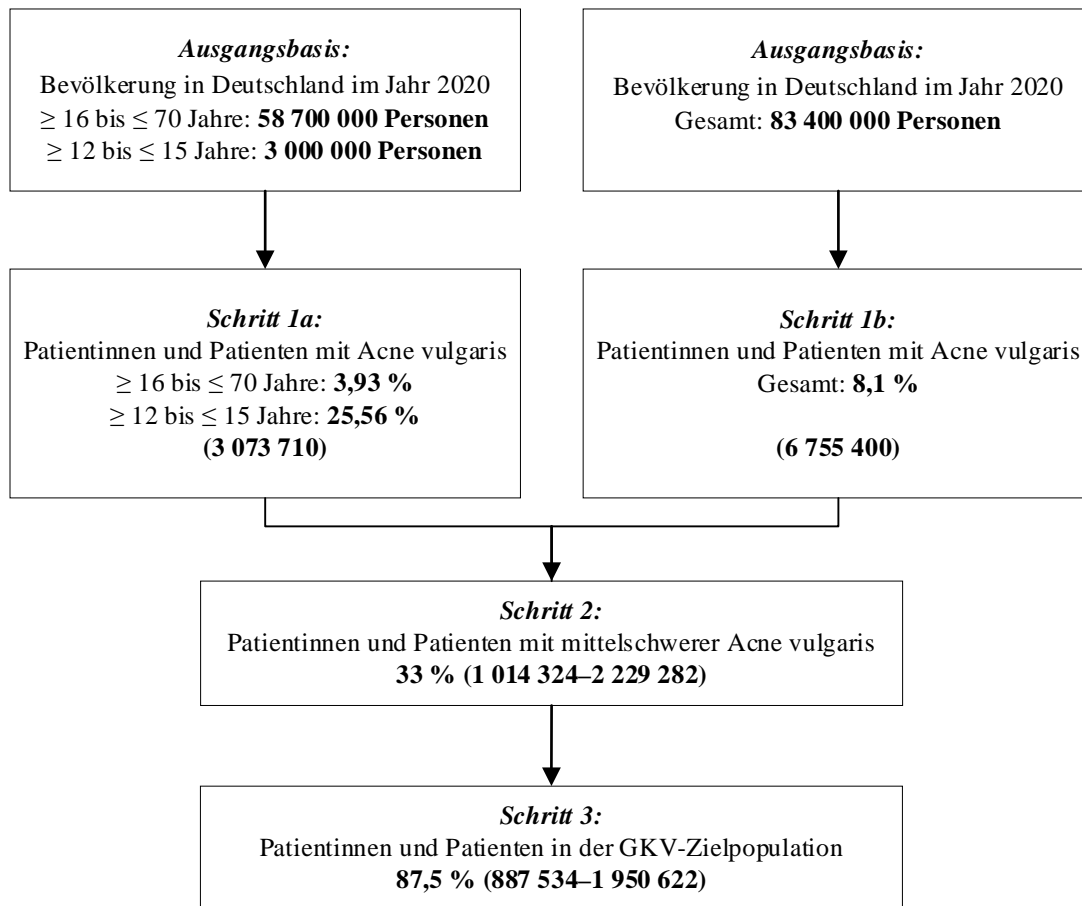 Ausgangsbasis:
Bevölkerung in Deutschland im Jahr 2020
≥ 16 bis ≤ 70 Jahre: 58 700 000 Personen
≥ 12 bis ≤ 15 Jahre: 3 000 000 Personen
Ausgangsbasis:
Bevölkerung in Deutschland im Jahr 2020
Gesamt: 83 400 000 Personen
Schritt 1a:
Patientinnen und Patienten mit Acne vulgaris
≥ 16 bis ≤ 70 Jahre: 3,93 %
≥ 12 bis ≤ 15 Jahre: 25,56 %
(3 073 710)
Schritt 1b:
Patientinnen und Patienten mit Acne vulgaris
Gesamt: 8,1 %
(6 755 400)
Schritt 2:
Patientinnen und Patienten mit mittelschwerer Acne vulgaris
33 % (1 014 324–2 229 282)
Schritt 3:
Patientinnen und Patienten in der GKV-Zielpopulation
87,5 % (887 534–1 950 622)